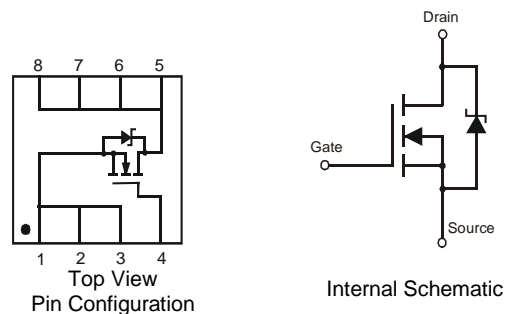 8 7 6 5
1 2 3 4
Top View
Pin Configuration
Drain
Gate
Source
Internal Schematic